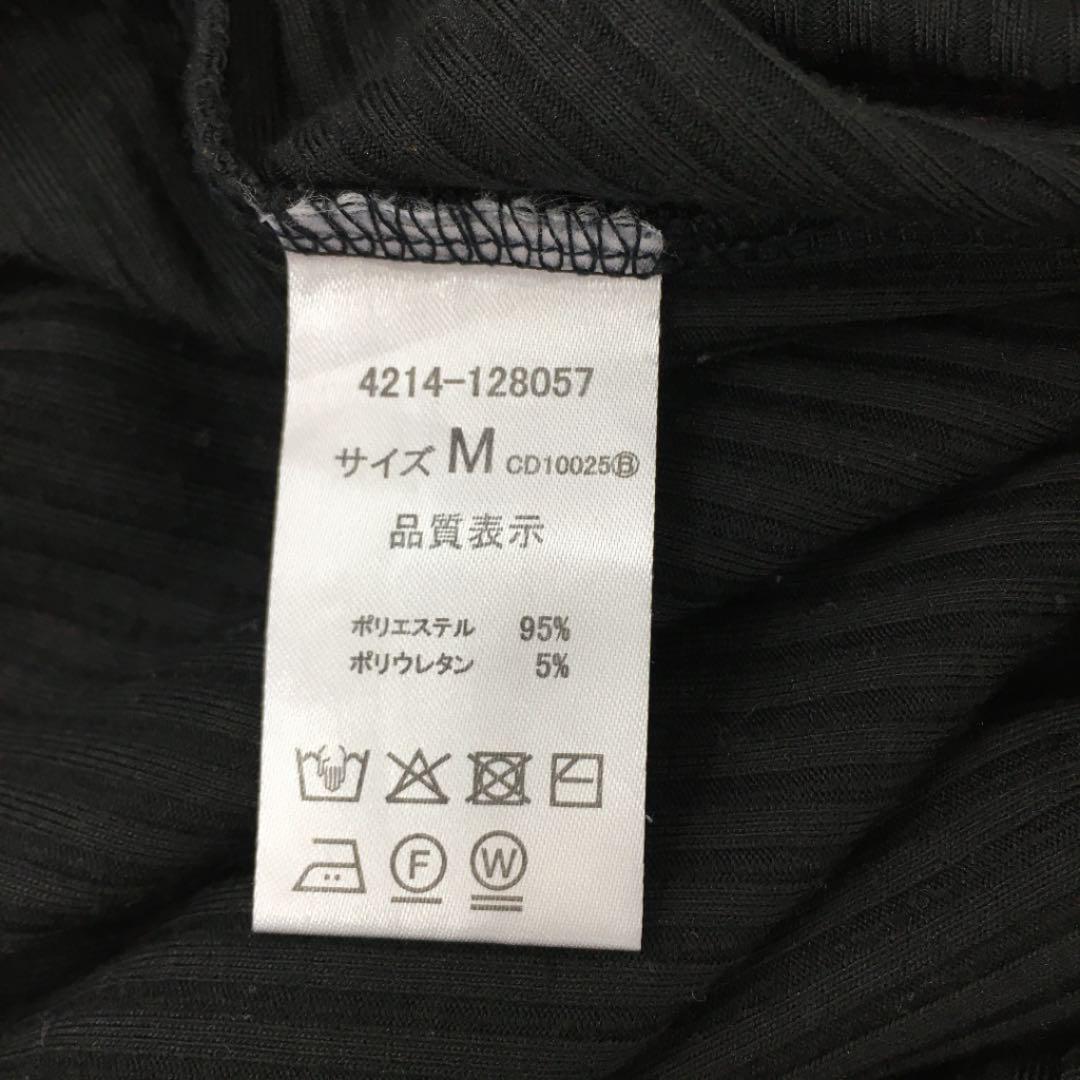 4214-128057
サイズ M CD10025Ⓑ
品質表示
ポリエステル 95%
ポリウレタン 5%
F W